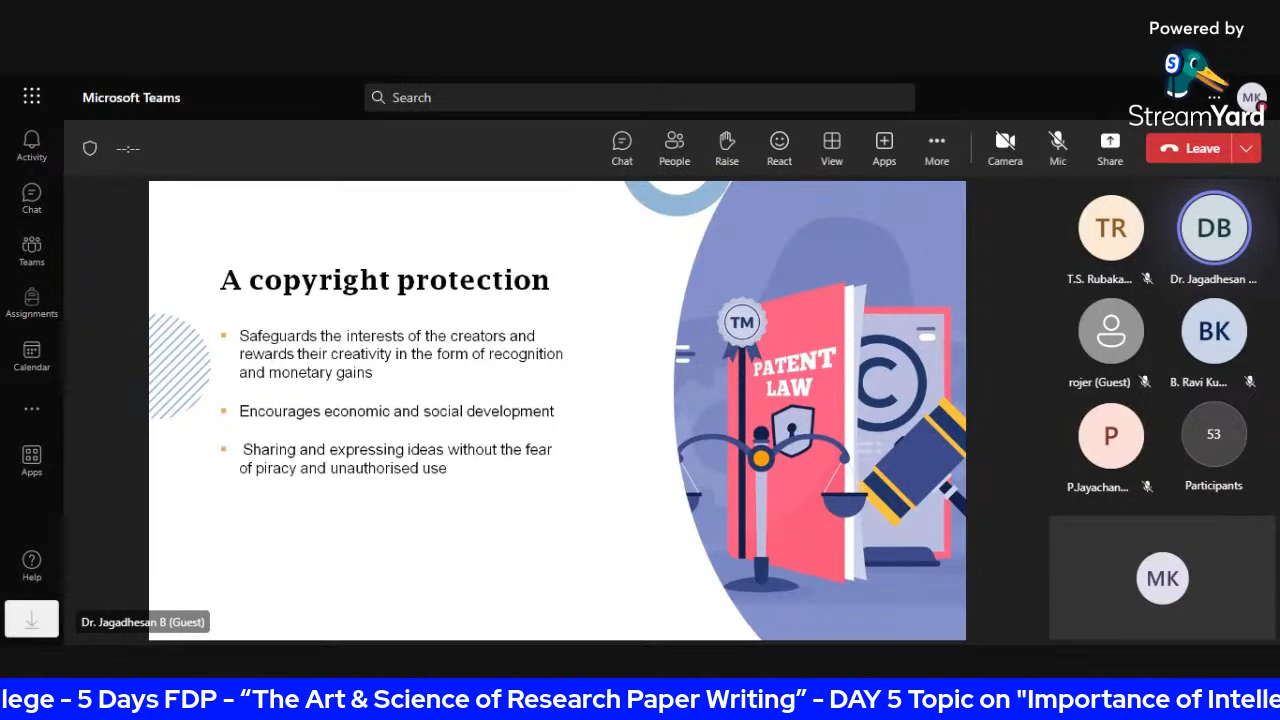 Powered by
StreamYard
Microsoft Teams
Search
MK
Activity
Chat
Teams
Assignments
Calendar
Apps
Help
--:--
Chat
People
Raise
React
View
Apps
More
Camera
Mic
Share
Leave
A copyright protection
Safeguards the interests of the creators and
rewards their creativity in the form of recognition
and monetary gains
Encourages economic and social development
Sharing and expressing ideas without the fear
of piracy and unauthorised use
TM
PATENT
LAW
C
TR
T.S. Rubaka...
DB
Dr. Jagadhesan ...
rojer (Guest)
BK
B. Ravi Ku...
P
P.Jayachan...
53
Participants
MK
Dr. Jagadhesan B (Guest)
lege - 5 Days FDP - “The Art & Science of Research Paper Writing” - DAY 5 Topic on "Importance of Intelle